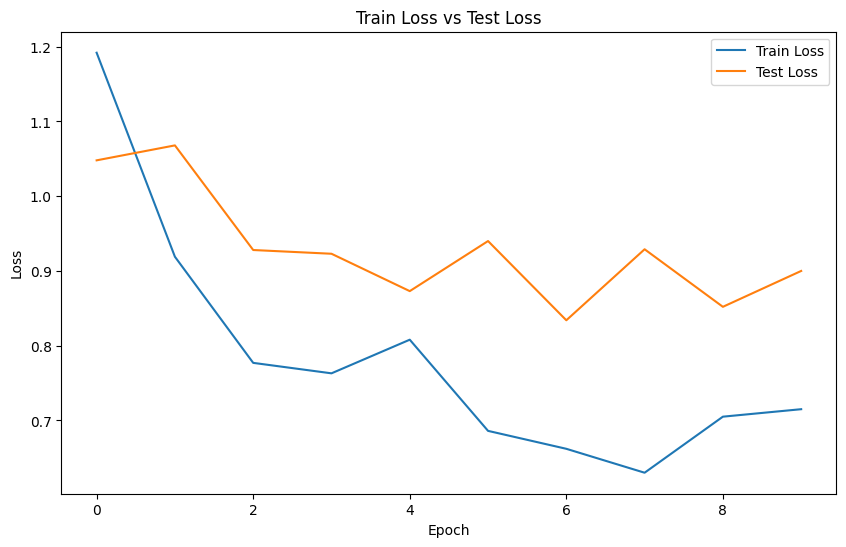 Train Loss vs Test Loss
Train Loss
Test Loss
1.2
1.1
1.0
0.9
0.8
0.7
Loss
0 2 4 6 8
Epoch